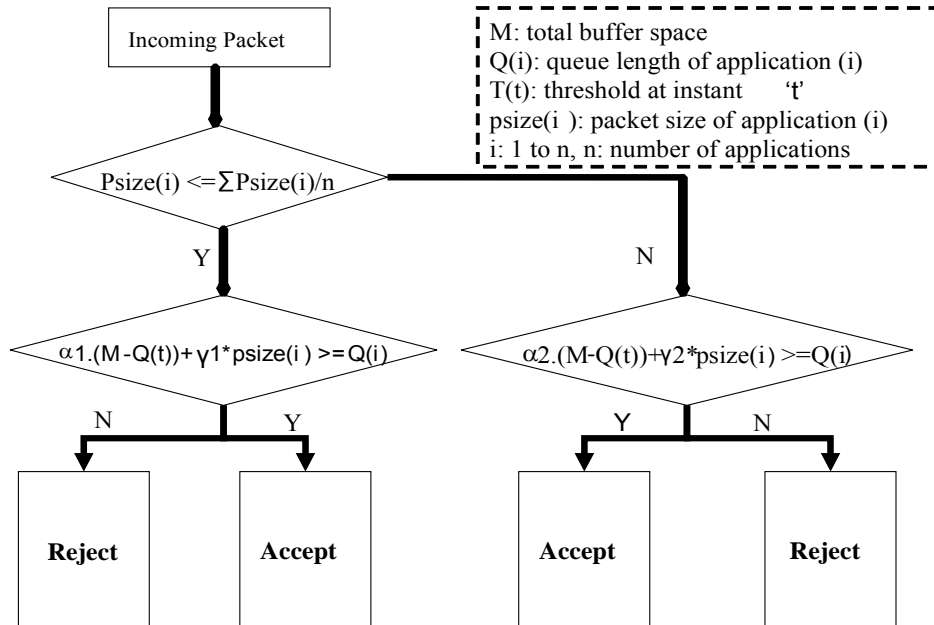 Incoming Packet
M: total buffer space
Q(i): queue length of application (i)
T(t): threshold at instant ‘t’
psize(i ): packet size of application (i)
i: 1 to n, n: number of applications
Psize(i) <=∑Psize(i)/n
Y
N
α1.(M-Q(t))+γ1*psize(i ) >=Q(i)
α2.(M-Q(t))+γ2*psize(i ) >=Q(i
N
Y
Y
N
Reject
Accept
Accept
Reject